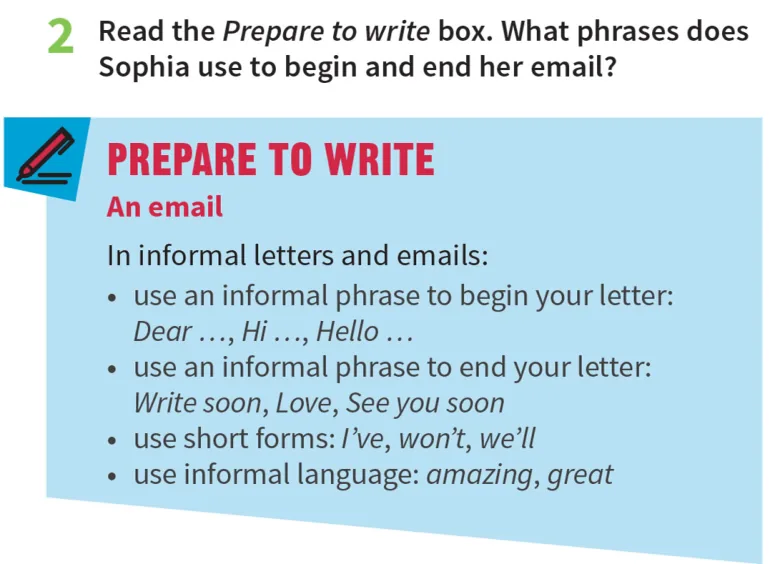 2 Read the Prepare to write box. What phrases does
Sophia use to begin and end her email?
PREPARE TO WRITE
An email
In informal letters and emails:
• use an informal phrase to begin your letter:
Dear …, Hi …, Hello …
• use an informal phrase to end your letter:
Write soon, Love, See you soon
• use short forms: I’ve, won’t, we’ll
• use informal language: amazing, great